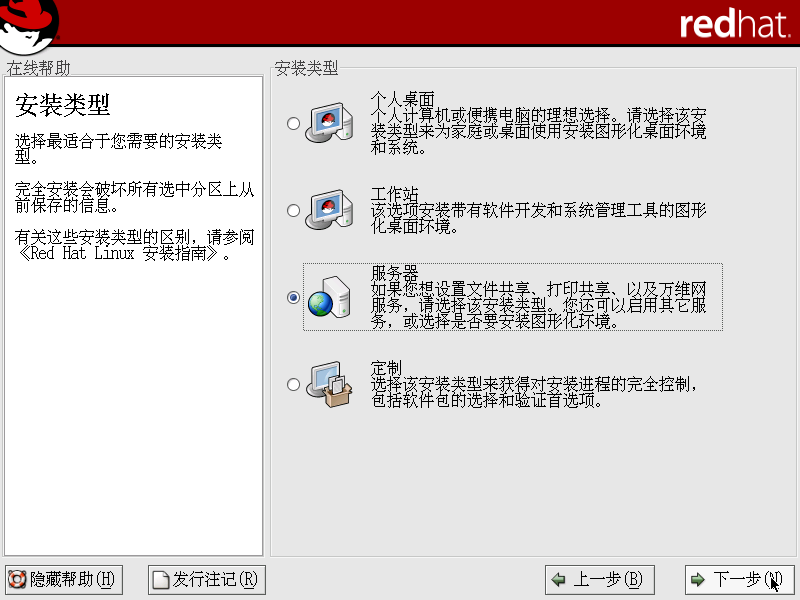 redhat.
在线帮助
安装类型
选择最适合于您需要的安装类
型。
完全安装会破坏所有选中分区上从
前保存的信息。
有关这些安装类型的区别，请参阅
《Red Hat Linux 安装指南》。
安装类型
个人桌面
个人计算机或便携电脑的理想选择。请选择该安
装类型来为家庭或桌面使用安装图形化桌面环境
和系统。
工作站
该选项安装带有软件开发和系统管理工具的图形
化桌面环境。
服务器
如果您想设置文件共享、打印共享、以及万维网
服务，请选择该安装类型。您还可以启用其它服
务，或选择是否要安装图形化环境。
定制
选择该安装类型来获得对安装进程的完全控制，
包括软件包的选择和验证首选项。
隐藏帮助(H)
发行注记(R)
上一步(B)
下一步(N)